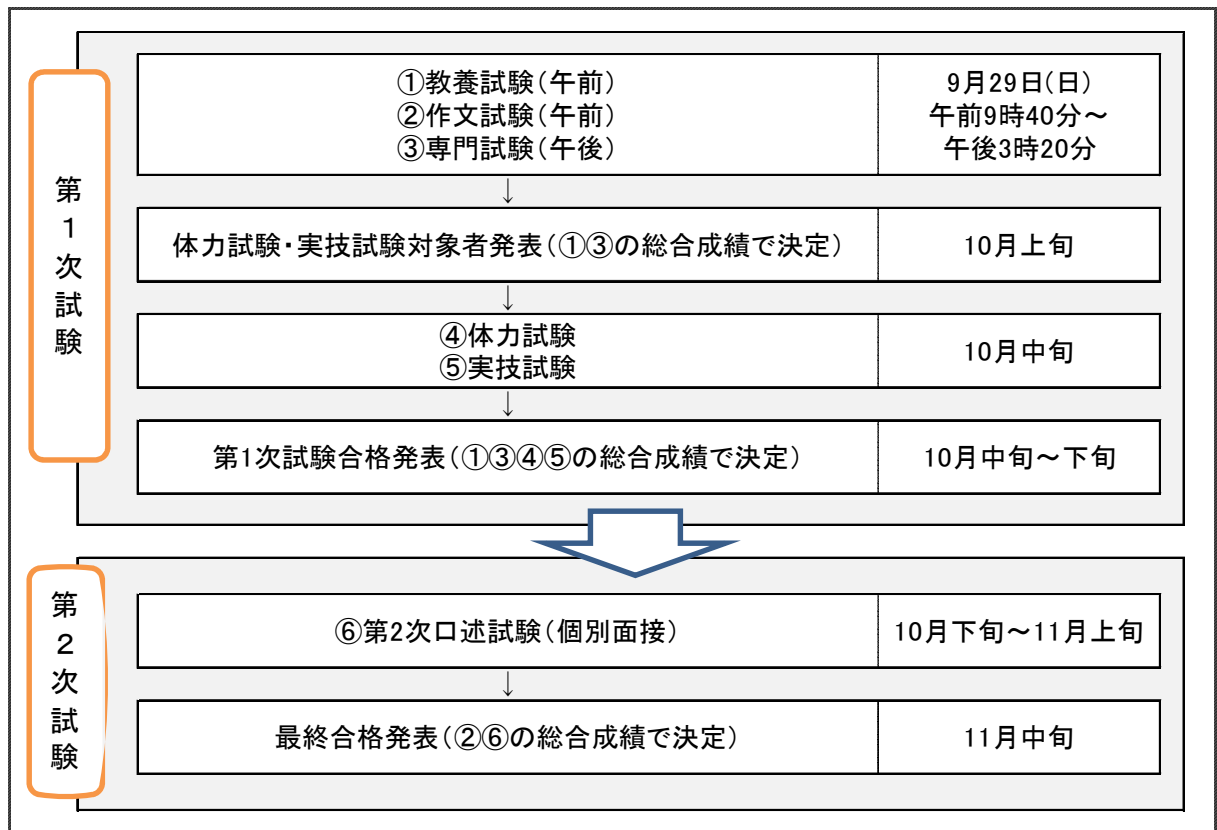 第1次試験
①教養試験(午前)
②作文試験(午前)
③専門試験(午後)
9月29日(日)
午前9時40分~
午後3時20分
↓
体力試験・実技試験対象者発表(①③の総合成績で決定)
10月上旬
↓
④体力試験
⑤実技試験
10月中旬
↓
第1次試験合格発表(①③④⑤の総合成績で決定)
10月中旬~下旬
第2次試験
⑥第2次口述試験(個別面接)
10月下旬~11月上旬
↓
最終合格発表(②⑥の総合成績で決定)
11月中旬